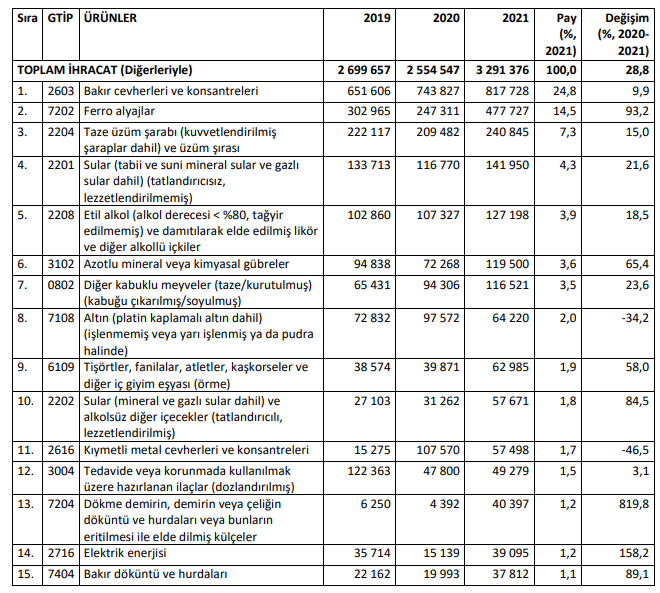 Sıra GTİP ÜRÜNLER 2019 2020 2021 Pay Değişim
(%, (%, 2020-
2021) 2021)
TOPLAM İHRACAT (Diğerleriyle) 2 699 657 2 554 547 3 291 376 100,0 28,8
1. 2603 Bakır cevherleri ve konsantreleri 651 606 743 827 817 728 24,8 9,9
2. 7202 Ferro alyajlar 302 965 247 311 477 727 14,5 93,2
3. 2204 Taze üzüm şarabı (kuvvetlendirilmiş 222 117 209 482 240 845 7,3 15,0
şaraplar dahil) ve üzüm şırası
4. 2201 Sular (tabii ve suni mineral sular ve gazlı 133 713 116 770 141 950 4,3 21,6
sular dahil) (tatlandırıcısız,
lezzetlendirilmemiş)
5. 2208 Etil alkol (alkol derecesi < %80, tağyir 102 860 107 327 127 198 3,9 18,5
edilmemiş) ve damıtılarak elde edilmiş likör
ve diğer alkollü içkiler
6. 3102 Azotlu mineral veya kimyasal gübreler 94 838 72 268 119 500 3,6 65,4
7. 0802 Diğer kabuklu meyveler (taze/kurutulmuş) 65 431 94 306 116 521 3,5 23,6
(kabuğu çıkarılmış/soyulmuş)
8. 7108 Altın (platin kaplamalı altın dahil) 72 832 97 572 64 220 2,0 -34,2
(işlenmemiş veya yarı işlenmiş ya da pudra
halinde)
9. 6109 Tişörtler, fanilalar, atletler, kaşkorseler ve 38 574 39 871 62 985 1,9 58,0
diğer iç giyim eşyası (örme)
10. 2202 Sular (mineral ve gazlı sular dahil) ve 27 103 31 262 57 671 1,8 84,5
alkolsüz diğer içecekler (tatlandırıcılı,
lezzetlendirilmiş)
11. 2616 Kıymetli metal cevherleri ve konsantreleri 15 275 107 570 57 498 1,7 -46,5
12. 3004 Tedavide veya korunmada kullanılmak 122 363 47 800 49 279 1,5 3,1
üzere hazırlanan ilaçlar (dozlandırılmış)
13. 7204 Dökme demirin, demirin veya çeliğin 6 250 4 392 40 397 1,2 819,8
döküntü ve hurdaları veya bunların
eritilmesi ile elde dilmiş külçeler
14. 2716 Elektrik enerjisi 35 714 15 139 39 095 1,2 158,2
15. 7404 Bakır döküntü ve hurdaları 22 162 19 993 37 812 1,1 89,1